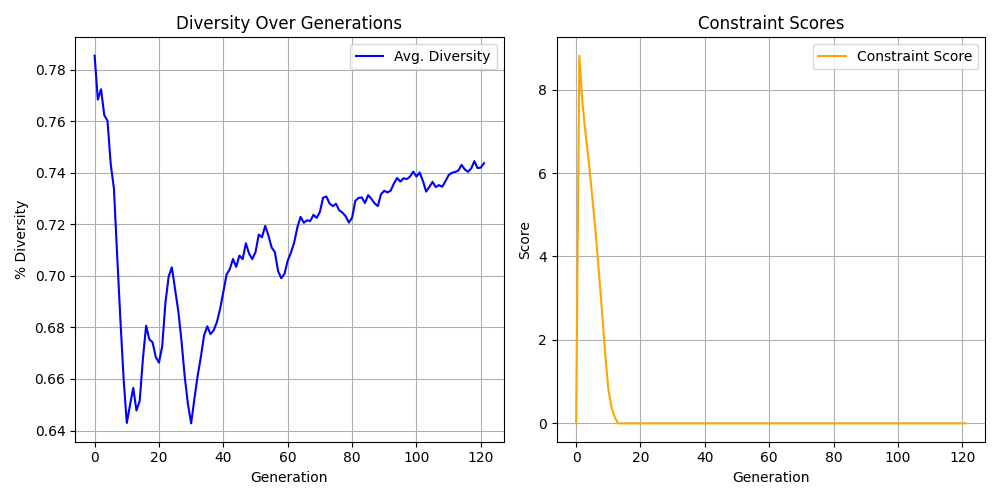 Diversity Over Generations
Avg. Diversity
% Diversity
0.78
0.76
0.74
0.72
0.70
0.68
0.66
0.64
0 20 40 60 80 100 120
Generation
Constraint Scores
Constraint Score
Score
8
6
4
2
0
0 20 40 60 80 100 120
Generation